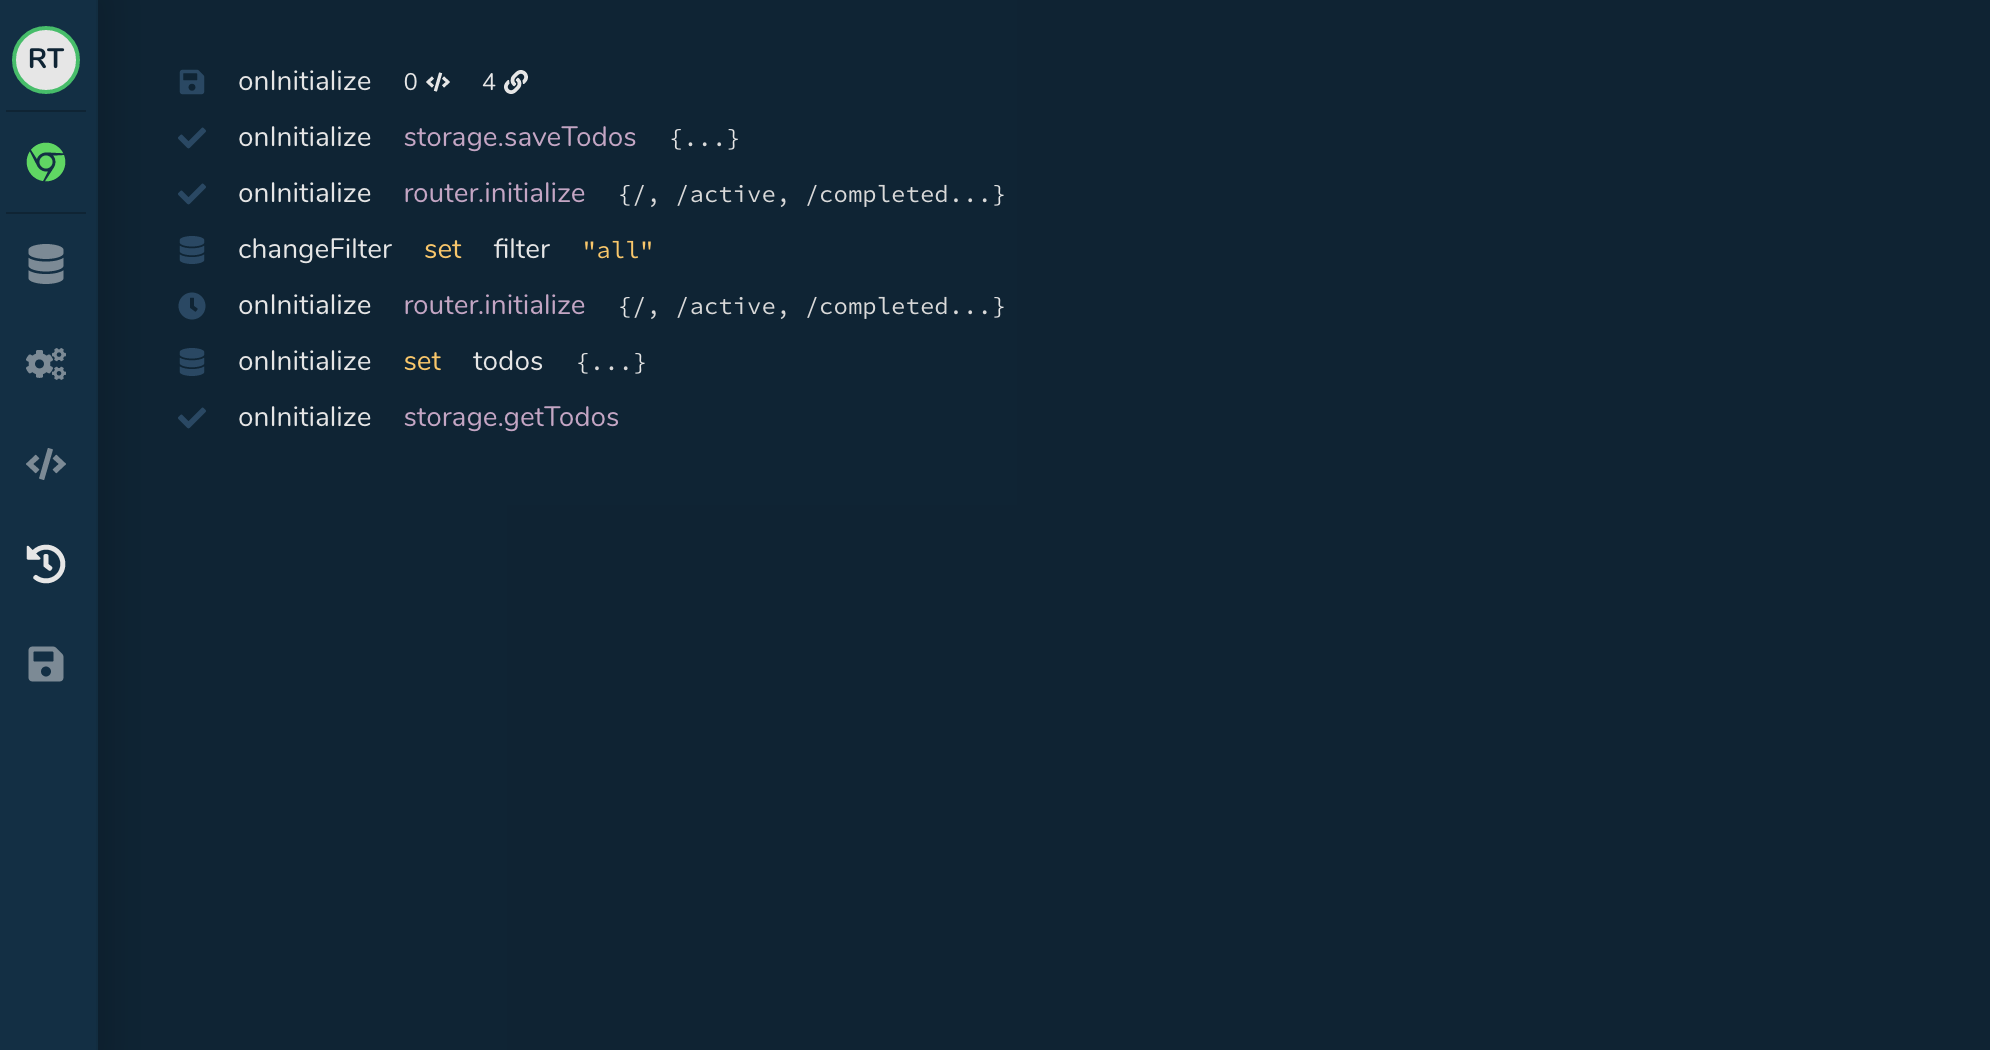 RT
onInitialize 0 </> 4
onInitialize storage.saveTodos {...}
onInitialize router.initialize {/, /active, /completed...}
changeFilter set filter "all"
onInitialize router.initialize {/, /active, /completed...}
onInitialize set todos {...}
onInitialize storage.getTodos